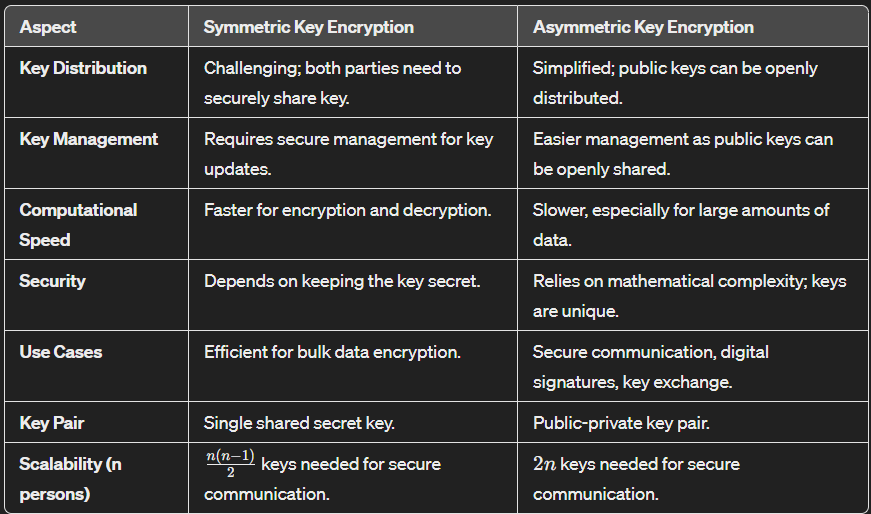 Aspect Symmetric Key Encryption Asymmetric Key Encryption
Key Distribution Challenging; both parties need to Simplified; public keys can be openly
securely share key. distributed.
Key Management Requires secure management for key Easier management as public keys can
updates. be openly shared.
Computational Faster for encryption and decryption. Slower, especially for large amounts of
Speed data.
Security Depends on keeping the key secret. Relies on mathematical complexity; keys
are unique.
Use Cases Efficient for bulk data encryption. Secure communication, digital
signatures, key exchange.
Key Pair Single shared secret key. Public-private key pair.
Scalability (n n(n−1)/2 keys needed for secure 2n keys needed for secure
persons) communication. communication.